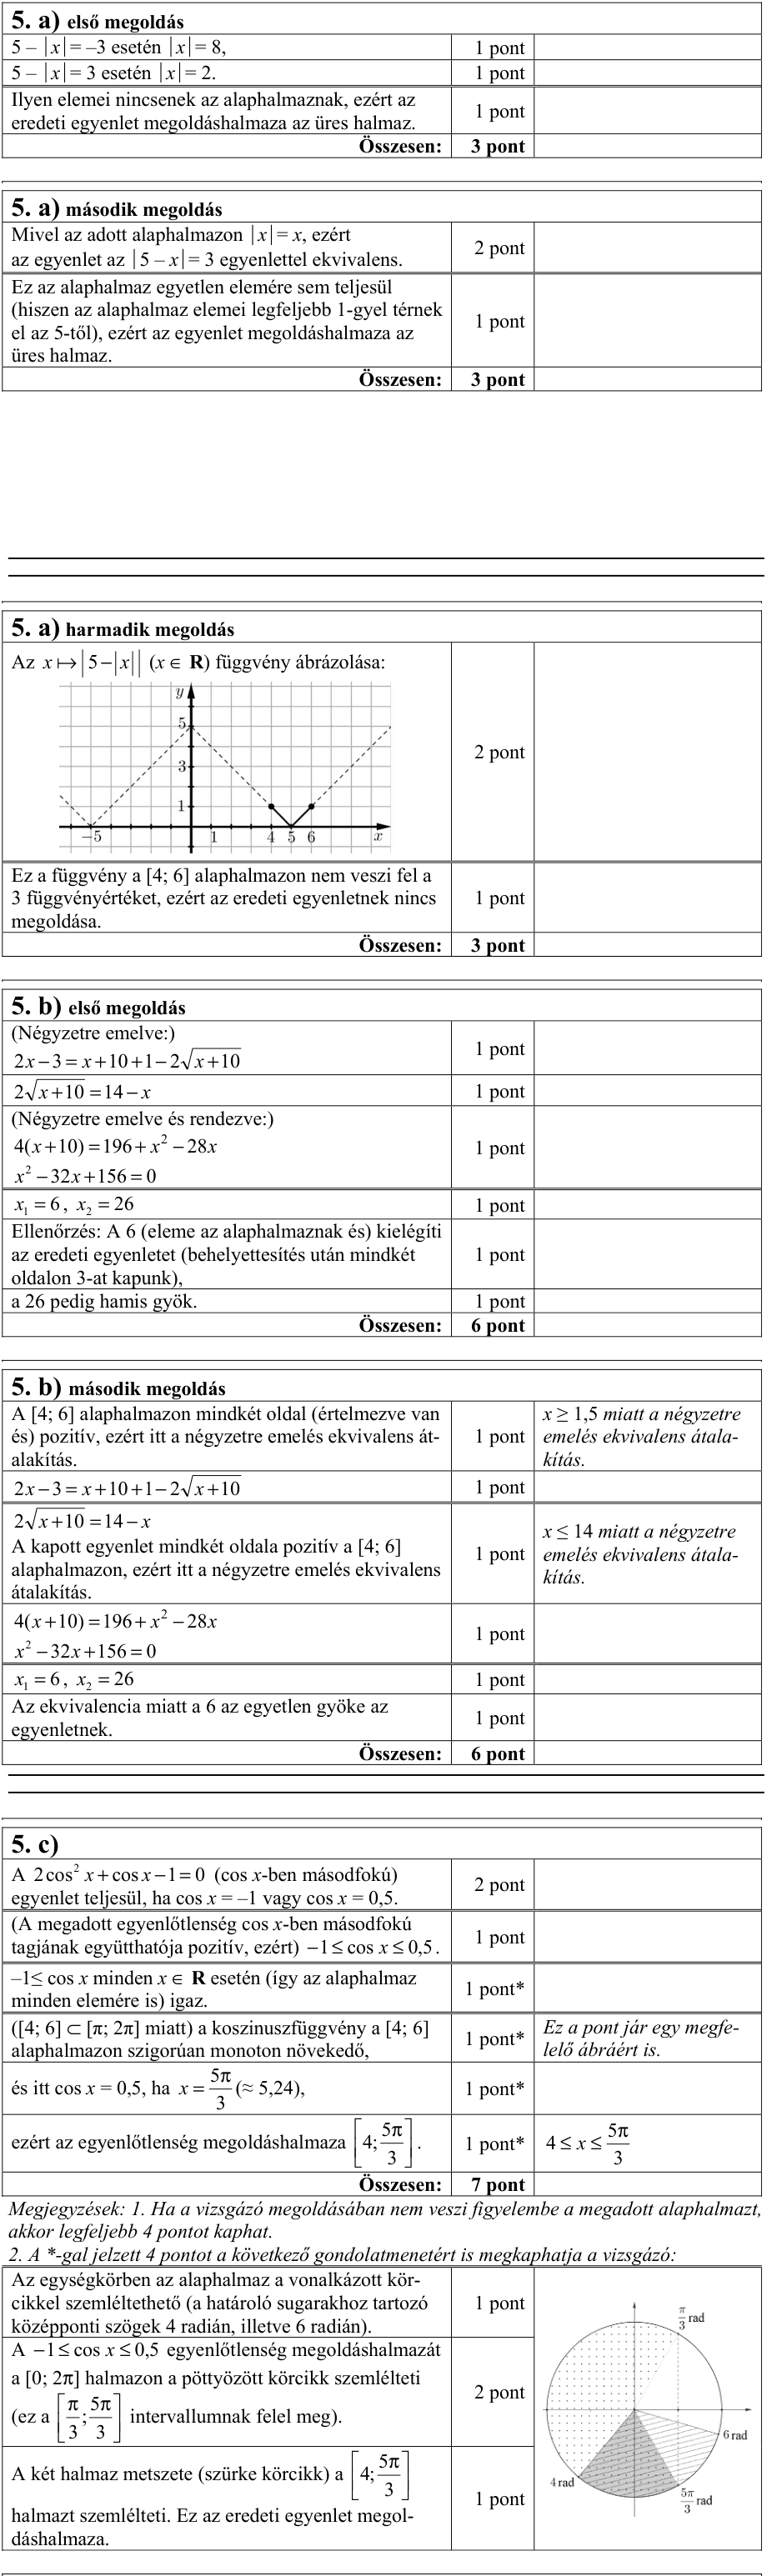 5. a) első megoldás
5 – |x| = –3 esetén |x| = 8, 1 pont
5 – |x| = 3 esetén |x| = 2. 1 pont
Ilyen elemei nincsenek az alaphalmaznak, ezért az
eredeti egyenlet megoldáshalmaza az üres halmaz. 1 pont
Összesen: 3 pont
5. a) második megoldás
Mivel az adott alaphalmazon |x| = x, ezért
az egyenlet az |5 – x| = 3 egyenlettel ekvivalens. 2 pont
Ez az alaphalmaz egyetlen elemére sem teljesül
(hiszen az alaphalmaz elemei legfeljebb 1-gyel térnek
el az 5-től), ezért az egyenlet megoldáshalmaza az
üres halmaz. 1 pont
Összesen: 3 pont
5. a) harmadik megoldás
Az x ↦ |5 – |x|| (x ∈ R) függvény ábrázolása: 2 pont
y
5
3
1
–5 1 4 5 6 x
Ez a függvény a [4; 6] alaphalmazon nem veszi fel a
3 függvényértéket, ezért az eredeti egyenletnek nincs
megoldása. 1 pont
Összesen: 3 pont
5. b) első megoldás
(Négyzetre emelve:)
2x – 3 = x + 10 + 1 – 2√(x+10) 1 pont
2√(x+10) = 14 – x 1 pont
(Négyzetre emelve és rendezve:)
4(x + 10) = 196 + x² – 28x
x² – 32x + 156 = 0 1 pont
x₁ = 6, x₂ = 26 1 pont
Ellenőrzés: A 6 (eleme az alaphalmaznak és) kielégíti
az eredeti egyenletet (behelyettesítés után mindkét
oldalon 3-at kapunk), 1 pont
a 26 pedig hamis gyök. 1 pont
Összesen: 6 pont
5. b) második megoldás
A [4; 6] alaphalmazon mindkét oldal (értelmezve van
és) pozitív, ezért itt a négyzetre emelés ekvivalens át-
alakítás. 1 pont
x ≥ 1,5 miatt a négyzetre
emelés ekvivalens átala-
kítás.
2x – 3 = x + 10 + 1 – 2√(x+10) 1 pont
2√(x+10) = 14 – x
A kapott egyenlet mindkét oldala pozitív a [4; 6]
alaphalmazon, ezért itt a négyzetre emelés ekvivalens
átalakítás. 1 pont
x ≤ 14 miatt a négyzetre
emelés ekvivalens átala-
kítás.
4(x + 10) = 196 + x² – 28x
x² – 32x + 156 = 0 1 pont
x₁ = 6, x₂ = 26 1 pont
Az ekvivalencia miatt a 6 az egyetlen gyöke az
egyenletnek. 1 pont
Összesen: 6 pont
5. c)
A 2cos² x + cos x – 1 = 0 (cos x-ben másodfokú)
egyenlet teljesül, ha cos x = –1 vagy cos x = 0,5. 2 pont
(A megadott egyenlőtlenség cos x-ben másodfokú
tagjának együtthatója pozitív, ezért) –1 ≤ cos x ≤ 0,5. 1 pont
–1≤ cos x minden x ∈ R esetén (így az alaphalmaz
minden elemére is) igaz. 1 pont*
([4; 6] ⊂ [π; 2π] miatt) a koszinuszfüggvény a [4; 6]
alaphalmazon szigorúan monoton növekedő, 1 pont*
Ez a pont jár egy megfe-
lelő ábráért is.
és itt cos x = 0,5, ha x = 5π/3 (≈ 5,24), 1 pont*
ezért az egyenlőtlenség megoldáshalmaza [4; 5π/3]. 1 pont* 4 ≤ x ≤ 5π/3
Összesen: 7 pont
Megjegyzések: 1. Ha a vizsgázó megoldásában nem veszi figyelembe a megadott alaphalmazt,
akkor legfeljebb 4 pontot kaphat.
2. A *-gal jelzett 4 pontot a következő gondolatmenetért is megkaphatja a vizsgázó:
Az egységkörben az alaphalmaz a vonalkázott kör-
cikkel szemléltethető (a határoló sugarakhoz tartozó
középponti szögek 4 radián, illetve 6 radián). 1 pont
A –1 ≤ cos x ≤ 0,5 egyenlőtlenség megoldáshalmazát
a [0; 2π] halmazon a pöttyözött körcikk szemlélteti
(ez a [π/3; 5π/3] intervallumnak felel meg). 2 pont
A két halmaz metszete (szürke körcikk) a [4; 5π/3]
halmazt szemlélteti. Ez az eredeti egyenlet megol-
dáshalmaza. 1 pont
π/3 rad
6 rad
4 rad
5π/3 rad